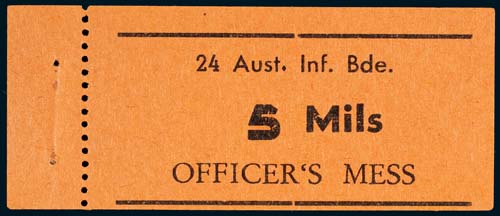 24 Aust. Inf. Bde.
5 Mils
OFFICER'S MESS